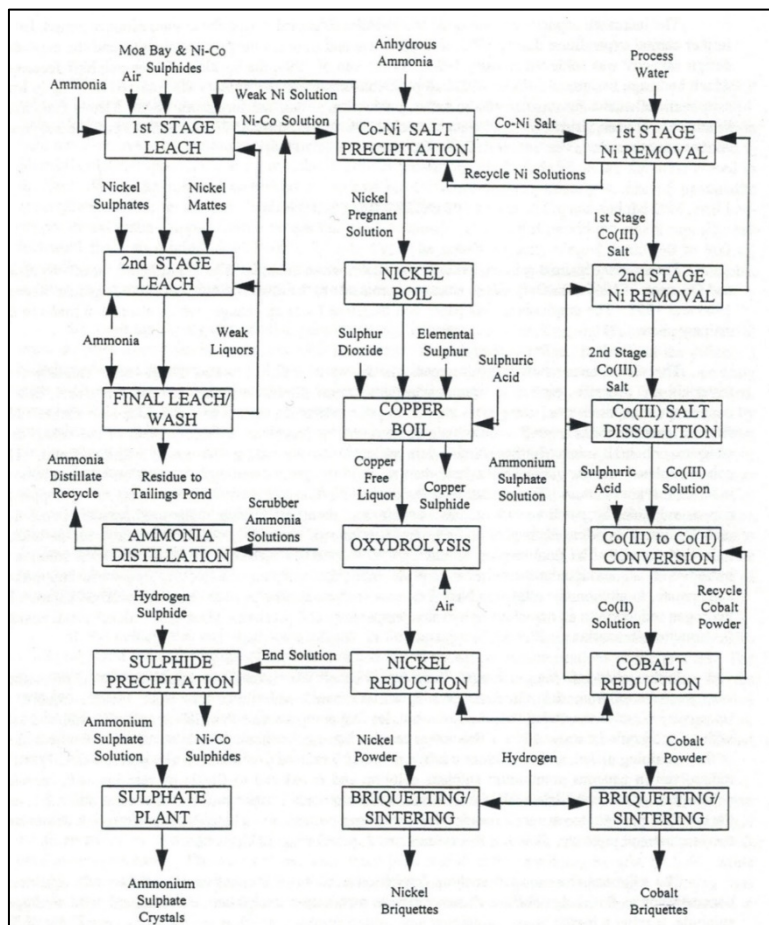 Moa Bay & Ni-Co
Sulphides
Anhydrous
Ammonia
Process
Water
Ammonia
Air
Weak Ni Solution
Ni-Co Solution
1st STAGE
LEACH
Co-Ni SALT
PRECIPITATION
Co-Ni Salt
1st STAGE
Ni REMOVAL
Recycle Ni Solutions
Nickel
Sulphates
Nickel
Mattes
Nickel
Pregnant
Solution
1st Stage
Co(III)
Salt
2nd STAGE
LEACH
NICKEL
BOIL
2nd STAGE
Ni REMOVAL
Ammonia
Weak
Liquors
Sulphur
Dioxide
Elemental
Sulphur
Sulphuric
Acid
2nd Stage
Co(III)
Salt
FINAL LEACH/
WASH
COPPER
BOIL
Co(III) SALT
DISSOLUTION
Ammonia
Distillate
Recycle
Residue to
Tailings Pond
Copper
Free
Liquor
Copper
Sulphide
Ammonium
Sulphate
Solution
Sulphuric
Acid
Co(III)
Solution
Scrubber
Ammonia
Solutions
AMMONIA
DISTILLATION
OXYDROLYSIS
Co(III) to Co(II)
CONVERSION
Hydrogen
Sulphide
Air
Co(II)
Solution
Recycle
Cobalt
Powder
SULPHIDE
PRECIPITATION
End Solution
NICKEL
REDUCTION
COBALT
REDUCTION
Ammonium
Sulphate
Solution
Ni-Co
Sulphides
Nickel
Powder
Hydrogen
Cobalt
Powder
SULPHATE
PLANT
BRIQUETTING/
SINTERING
BRIQUETTING/
SINTERING
Ammonium
Sulphate
Crystals
Nickel
Briquettes
Cobalt
Briquettes